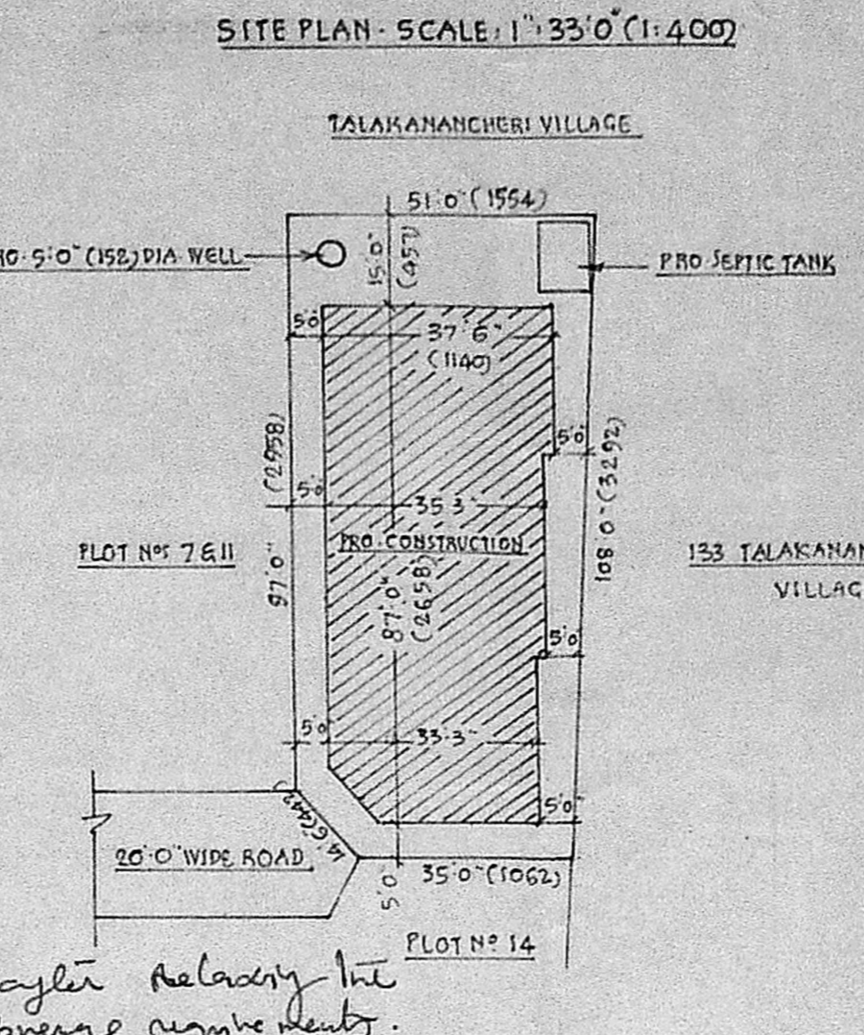 SITE PLAN - SCALE: 1":33'0" (1:400)
TALAKANANCHERI VILLAGE
51'0" (1554)
5'0" (152) DIA WELL
15'0"
(457)
PRO SEPTIC TANK
5'0
37'6"
(1140)
5'0
(2958)
97'0"
108'0" (3292)
5'0
35'3"
PLOT Nos 7 & 11
PRO CONSTRUCTION
133 TALAKANAN
VILLAG
87'0"
(2658)
5'0
5'0
33'3"
5'0"
20'0" WIDE ROAD
35'0" (1062)
5'0
PLOT No 14